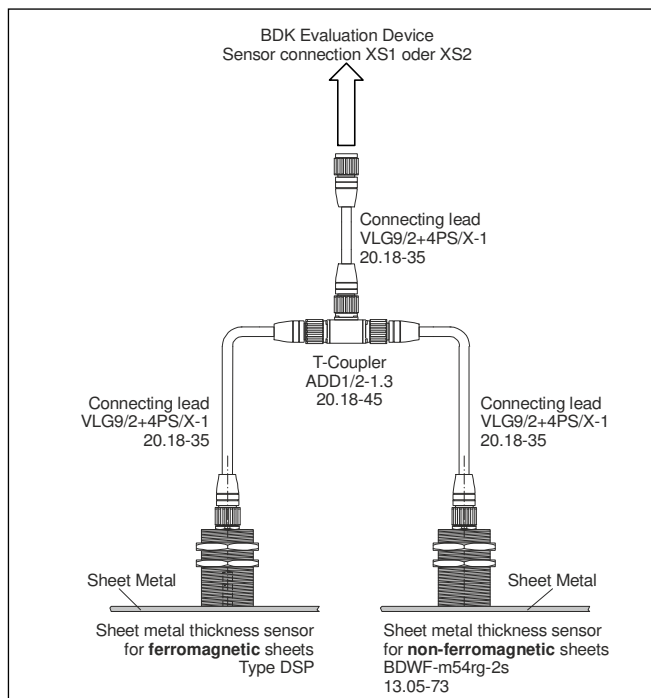 BDK Evaluation Device
Sensor connection XS1 oder XS2
Connecting lead
VLG9/2+4PS/X-1
20.18-35
T-Coupler
ADD1/2-1.3
20.18-45
Connecting lead
VLG9/2+4PS/X-1
20.18-35
Connecting lead
VLG9/2+4PS/X-1
20.18-35
Sheet Metal
Sheet Metal
Sheet metal thickness sensor
for ferromagnetic sheets
Type DSP
Sheet metal thickness sensor
for non-ferromagnetic sheets
BDWF-m54rg-2s
13.05-73